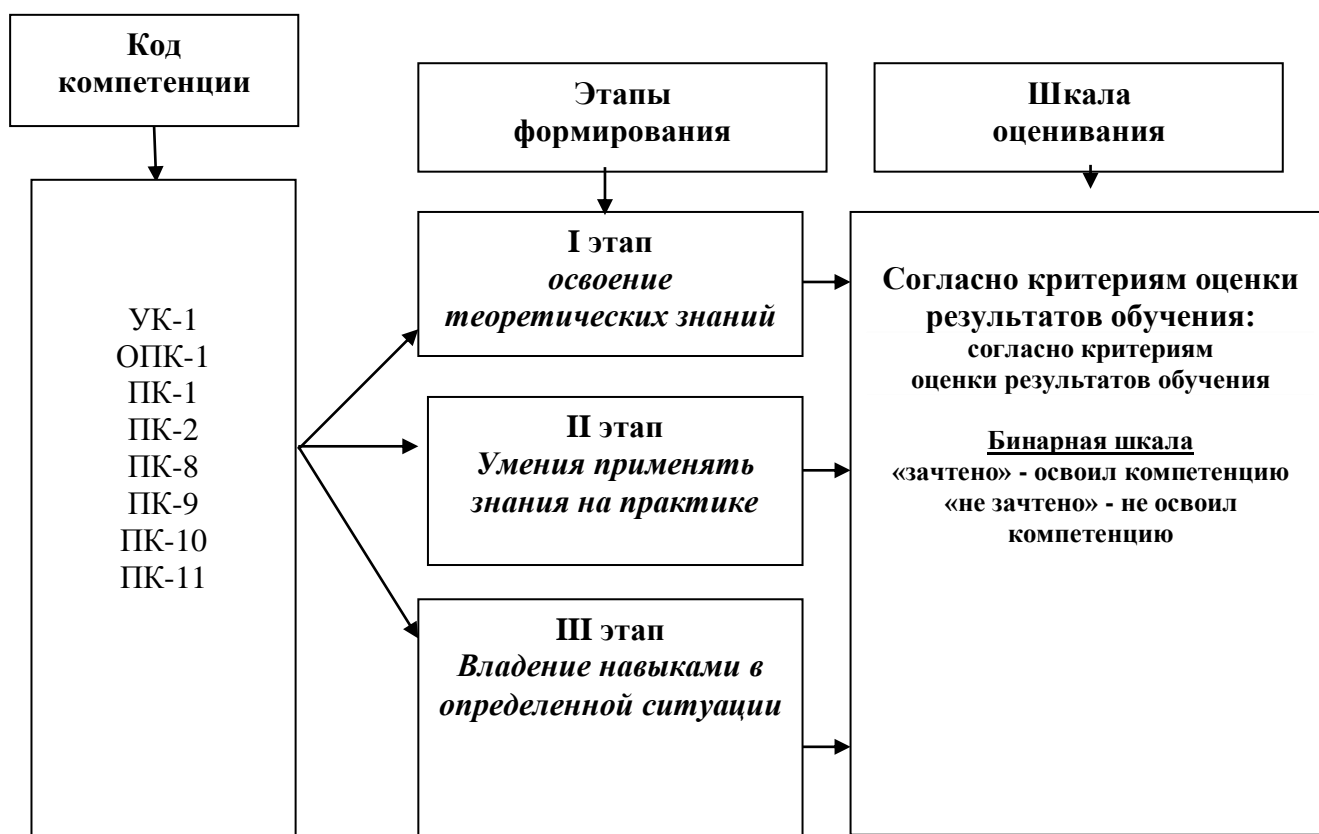 Код
компетенции
Этапы
формирования
Шкала
оценивания
УК-1
ОПК-1
ПК-1
ПК-2
ПК-8
ПК-9
ПК-10
ПК-11
I этап
освоение
теоретических знаний
II этап
Умения применять
знания на практике
III этап
Владение навыками в
определенной ситуации
Согласно критериям оценки
результатов обучения:
согласно критериям
оценки результатов обучения
Бинарная шкала
«зачтено» - освоил компетенцию
«не зачтено» - не освоил
компетенцию